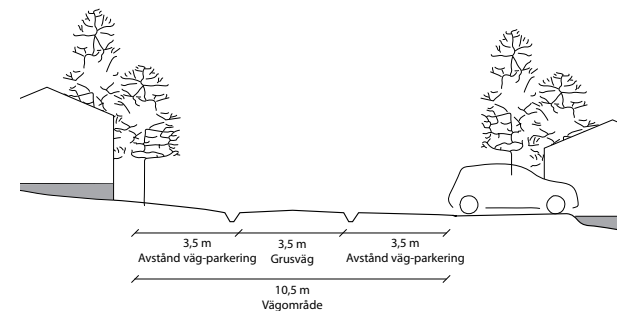 3,5 m 3,5 m 3,5 m
Avstånd väg-parkering Grusväg Avstånd väg-parkering
10,5 m
Vägområde